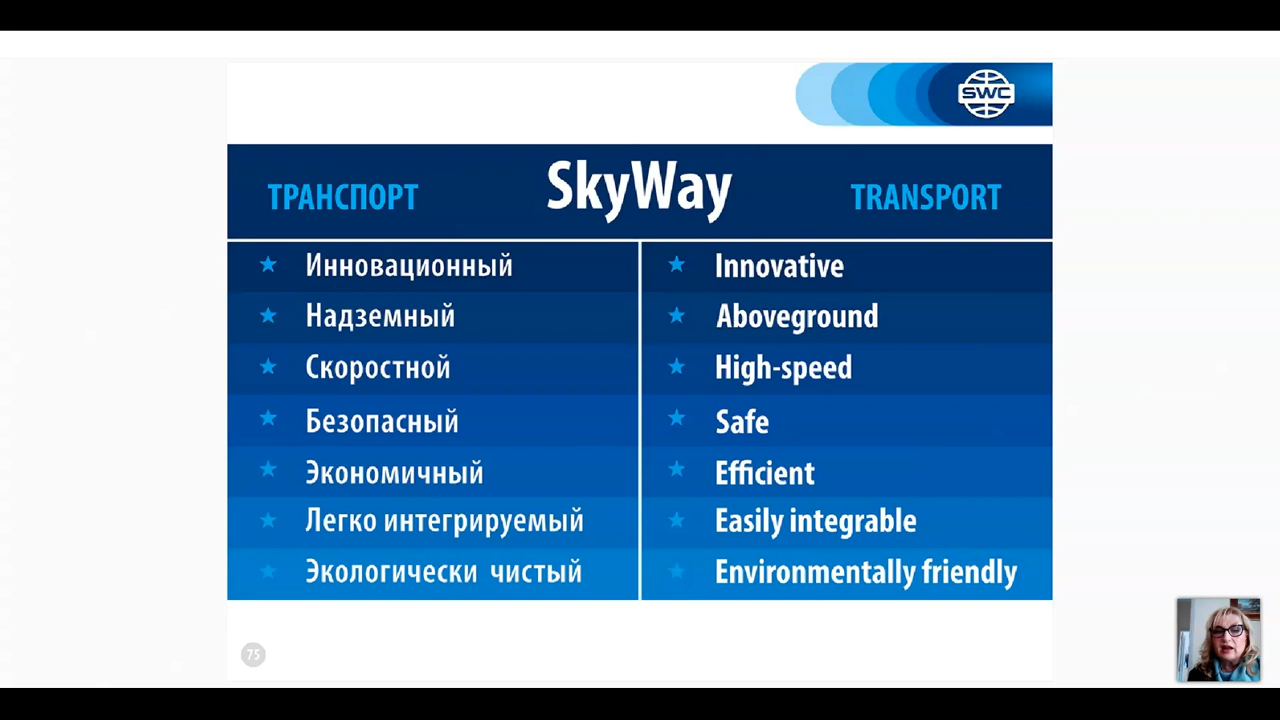 SWC
ТРАНСПОРТ SkyWay TRANSPORT
Инновационный
Надземный
Скоростной
Безопасный
Экономичный
Легко интегрируемый
Экологически чистый
Innovative
Aboveground
High-speed
Safe
Efficient
Easily integrable
Environmentally friendly
75